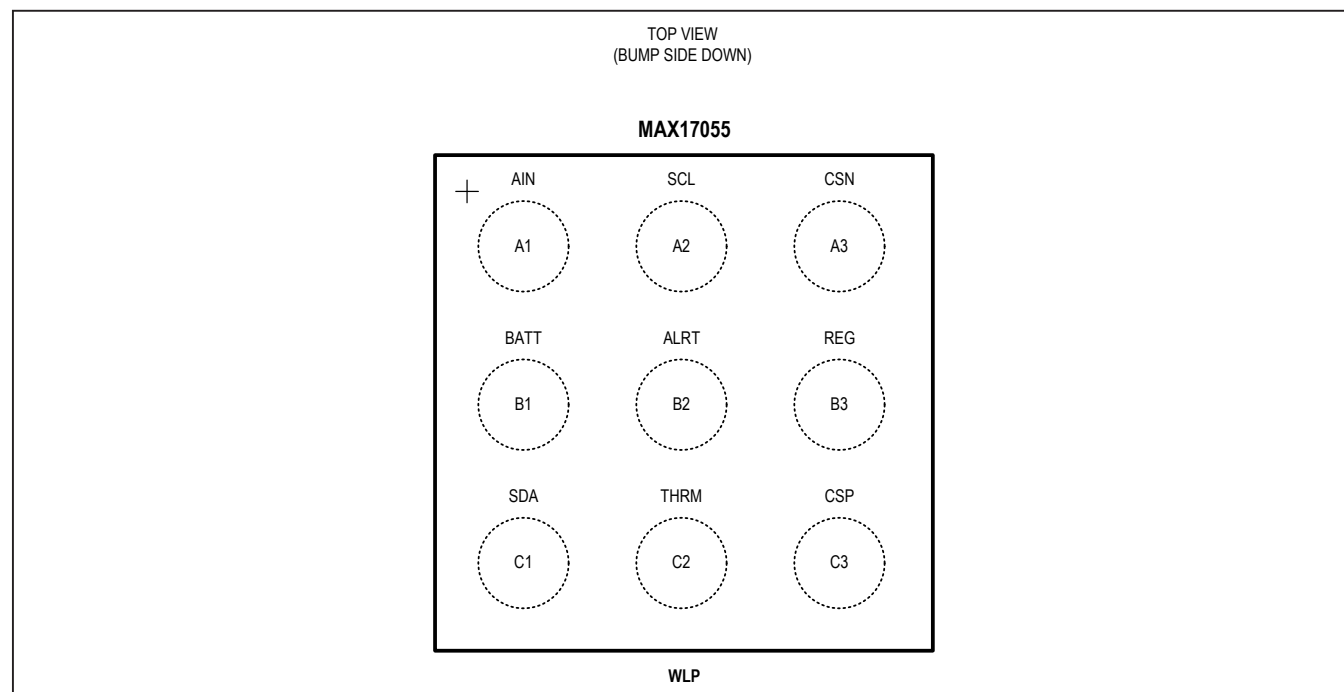 TOP VIEW
(BUMP SIDE DOWN)
MAX17055
AIN SCL CSN
A1 A2 A3
BATT ALRT REG
B1 B2 B3
SDA THRM CSP
C1 C2 C3
WLP